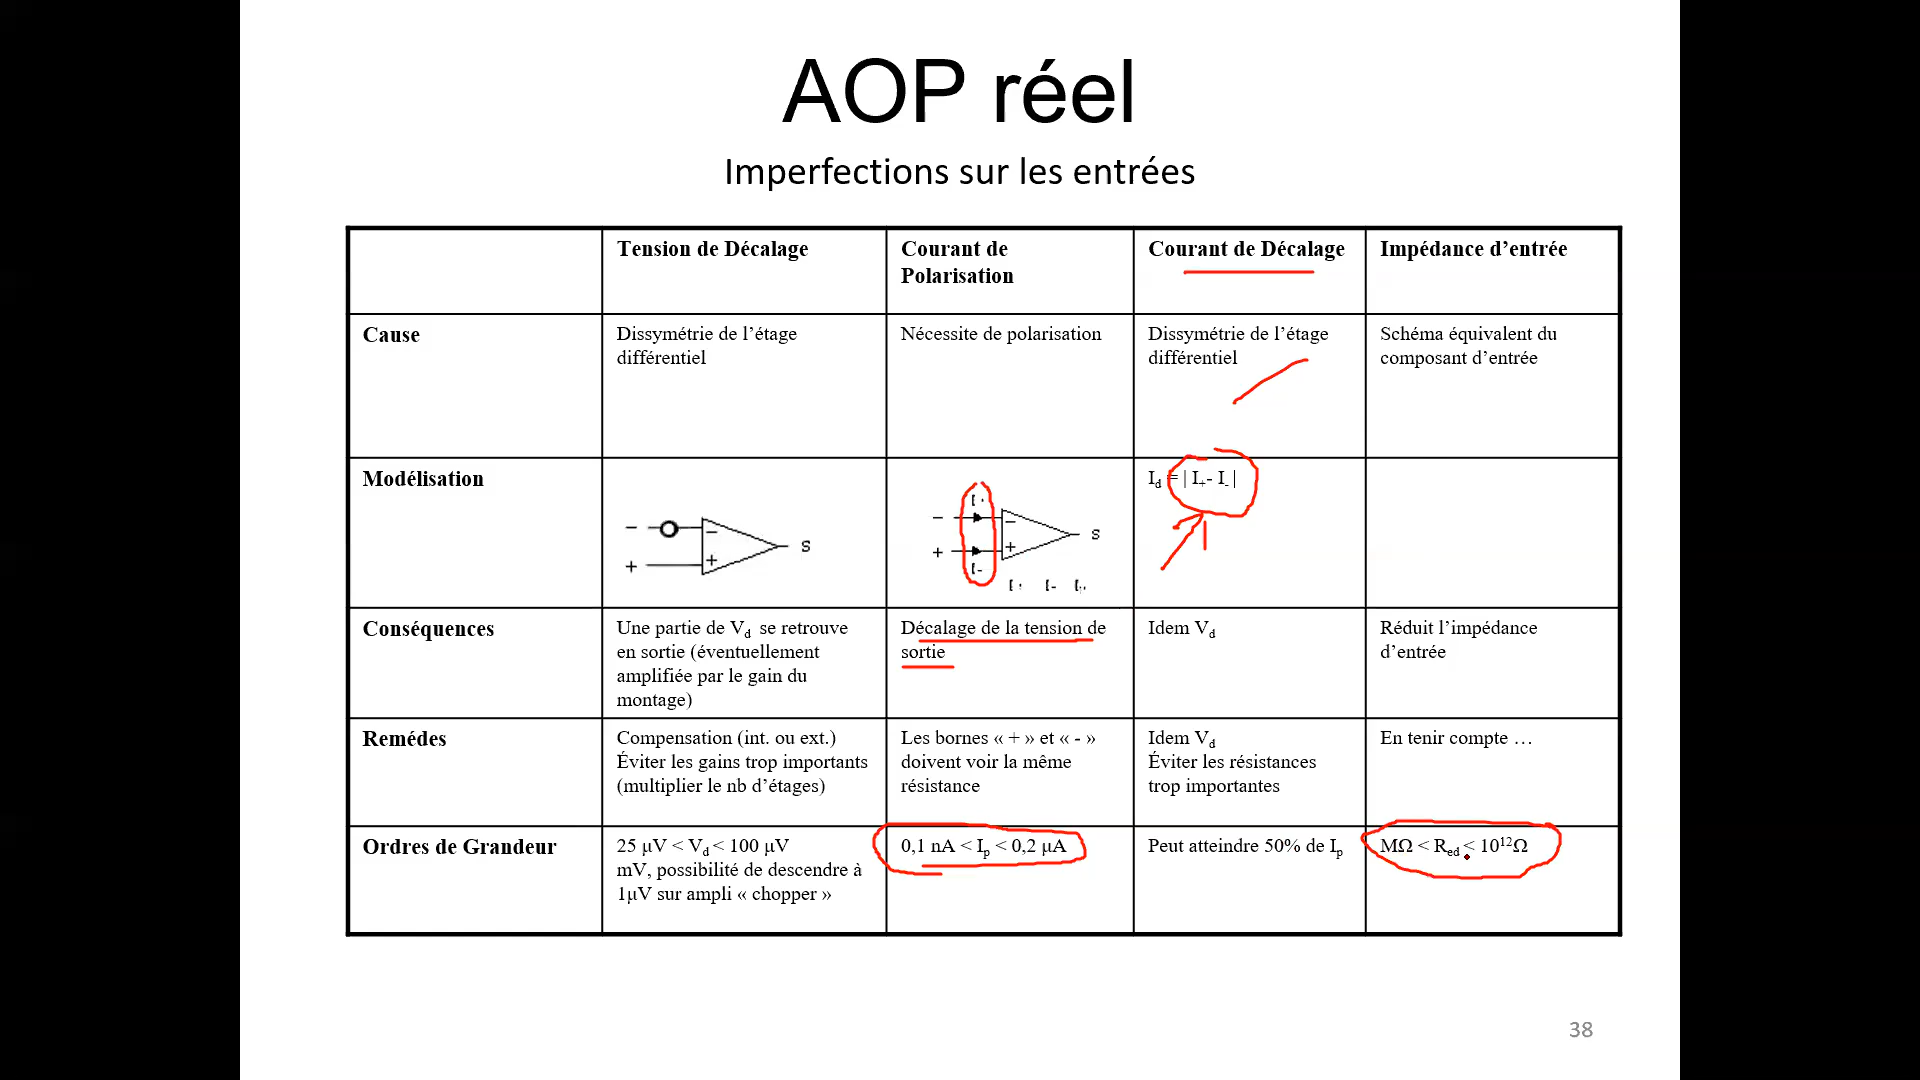 AOP réel
Imperfections sur les entrées
Tension de Décalage
Courant de
Polarisation
Courant de Décalage
Impédance d’entrée
Cause
Dissymétrie de l’étage
différentiel
Nécessite de polarisation
Dissymétrie de l’étage
différentiel
Schéma équivalent du
composant d’entrée
Modélisation
− − + + S
− − + + S
I-
I-
Id = | I+- I- |
Conséquences
Une partie de Vd se retrouve
en sortie (éventuellement
amplifiée par le gain du
montage)
Décalage de la tension de
sortie
Idem Vd
Réduit l’impédance
d’entrée
Remédes
Compensation (int. ou ext.)
Éviter les gains trop importants
(multiplier le nb d’étages)
Les bornes « + » et « - »
doivent voir la même
résistance
Idem Vd
Éviter les résistances
trop importantes
En tenir compte …
Ordres de Grandeur
25 µV < Vd < 100 µV
mV, possibilité de descendre à
1µV sur ampli « chopper »
0,1 nA < Ip < 0,2 µA
Peut atteindre 50% de Ip
MΩ < Red < 10¹²Ω
38